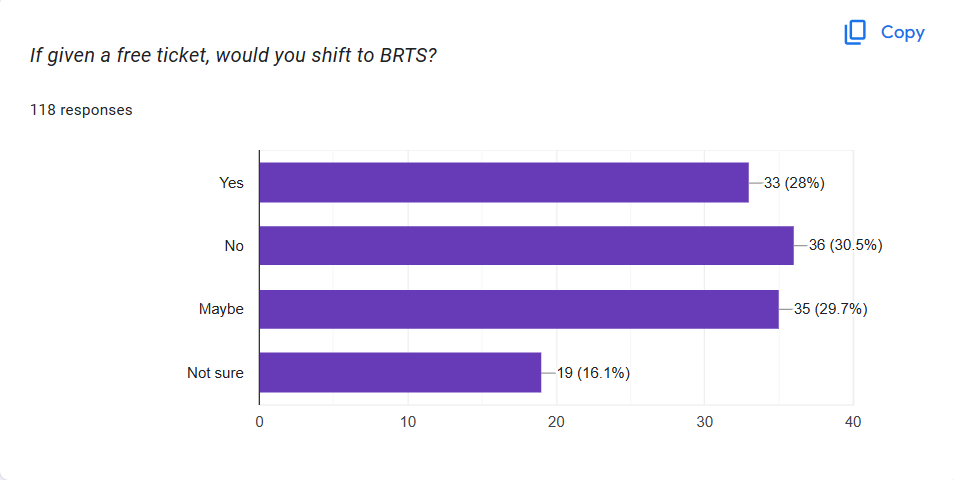 Copy
If given a free ticket, would you shift to BRTS?
118 responses
Yes 33 (28%)
No 36 (30.5%)
Maybe 35 (29.7%)
Not sure 19 (16.1%)
0 10 20 30 40